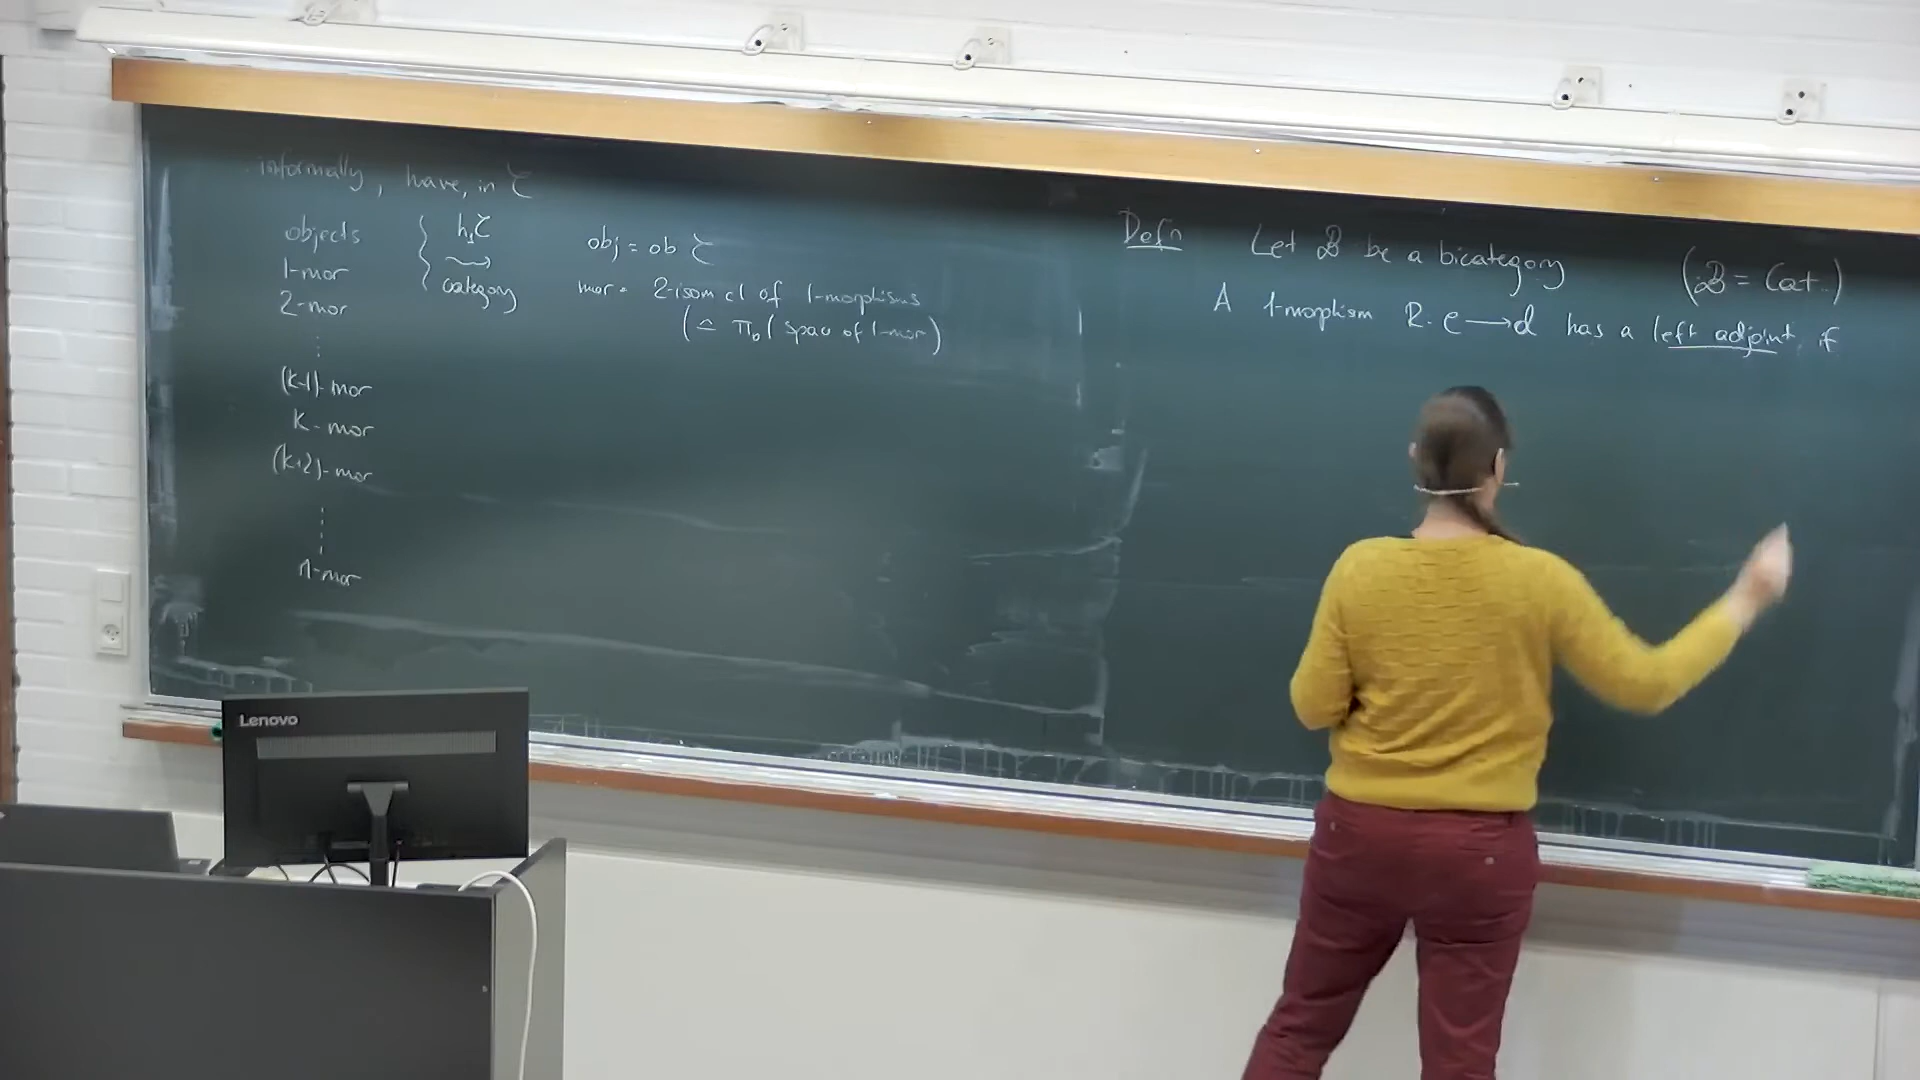 informally, have, in C
objects
1-mor
2-mor
⋮
(k-1)-mor
k-mor
(k+2)-mor
⋮
n-mor
h₁C
category
obj = ob C
mor = 2-isom cl of 1-morphisms
(≙ π₀(space of 1-mor)
Defn Let B be a bicategory (B = Cat..)
A 1-morphism R: c → d has a left adjoint if
Lenovo